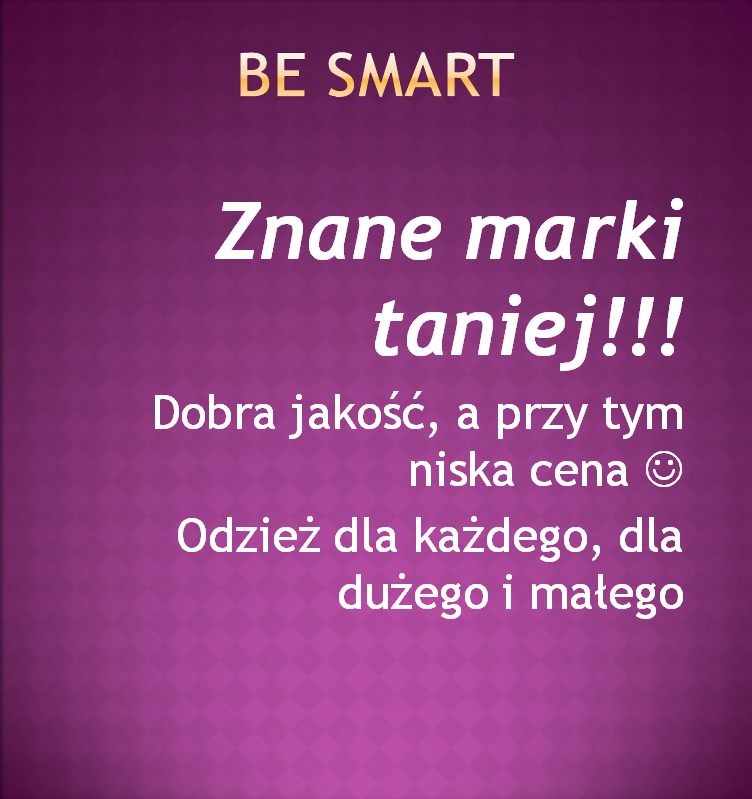 BE SMART
Znane marki
taniej!!!
Dobra jakość, a przy tym
niska cena ☺
Odzież dla każdego, dla
dużego i małego